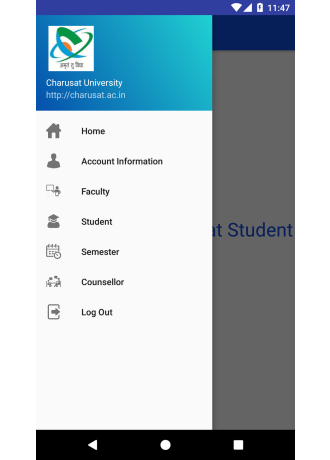 11:47
अमृतं तु विद्या
Charusat University
http://charusat.ac.in
Home
Account Information
Faculty
Student
at Student
Semester
Counsellor
Log Out